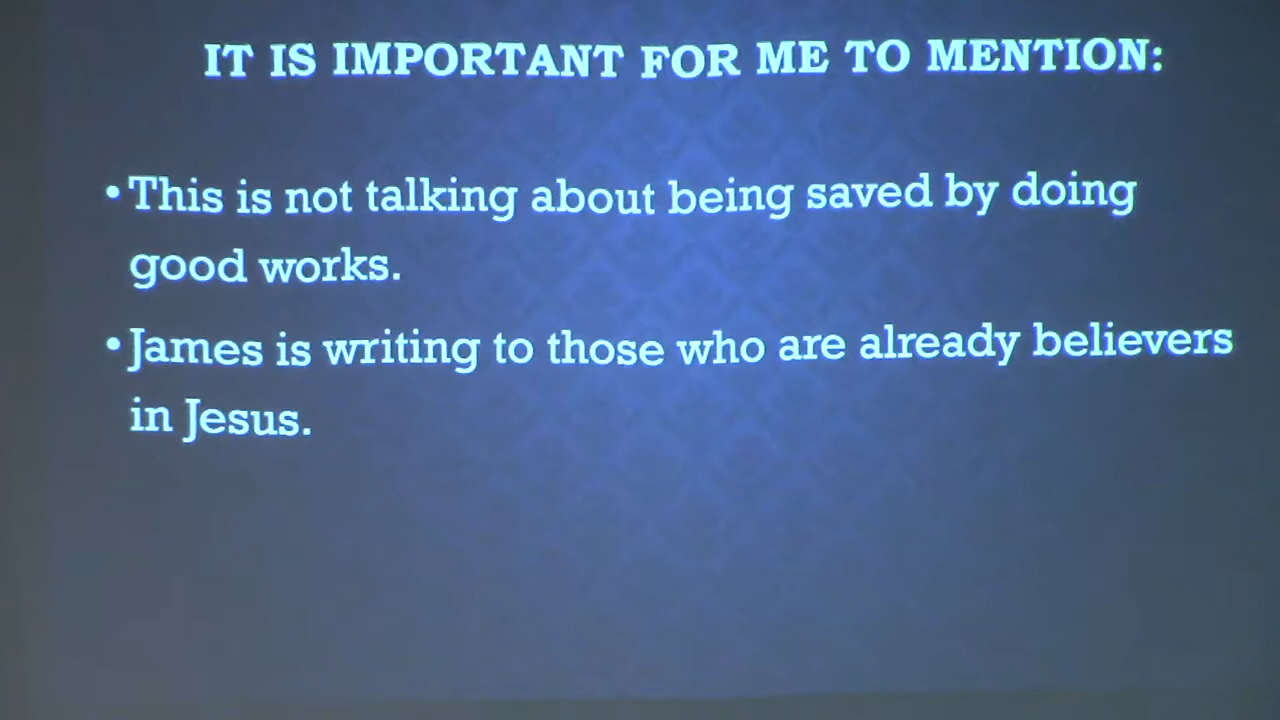 IT IS IMPORTANT FOR ME TO MENTION:
•This is not talking about being saved by doing
good works.
•James is writing to those who are already believers
in Jesus.